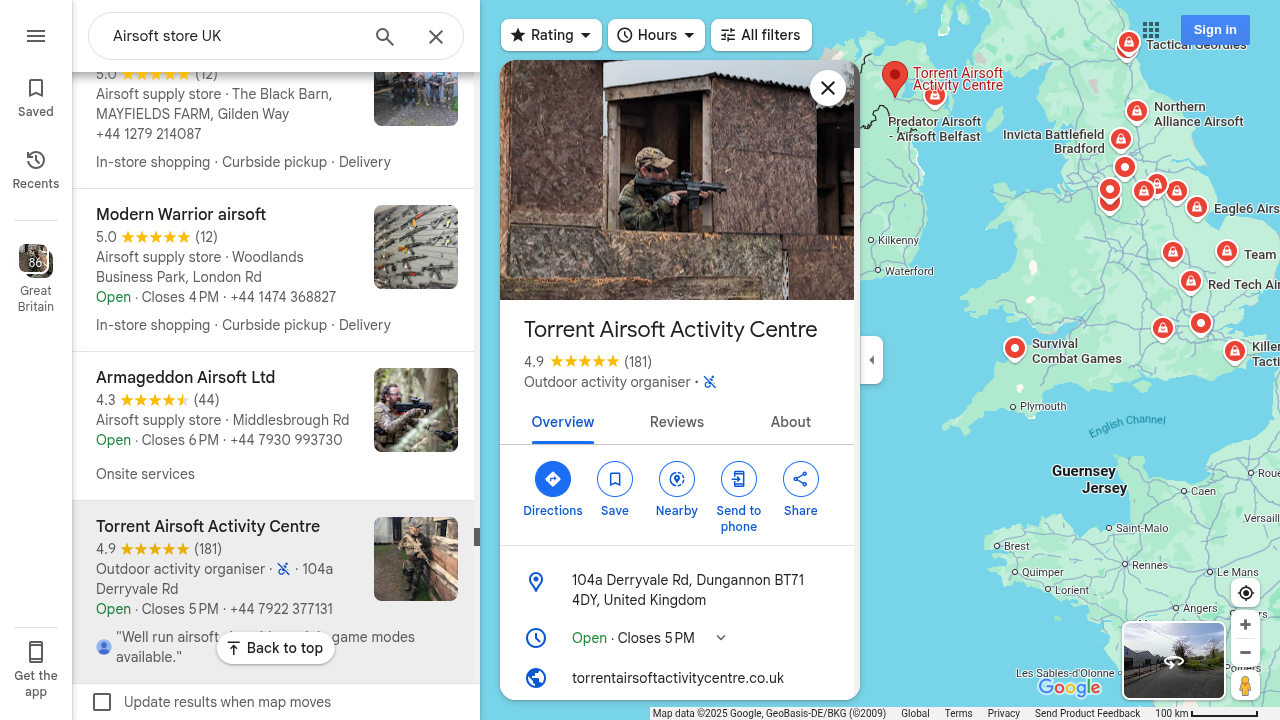 Saved
Recents
86
Great
Britain
Get the
app
Airsoft store UK
5.0 (12)
Airsoft supply store · The Black Barn,
MAYFIELDS FARM, Gilden Way
+44 1279 214087
In-store shopping · Curbside pickup · Delivery
Modern Warrior airsoft
5.0 (12)
Airsoft supply store · Woodlands
Business Park, London Rd
Open · Closes 4 PM · +44 1474 368827
In-store shopping · Curbside pickup · Delivery
Armageddon Airsoft Ltd
4.3 (44)
Airsoft supply store · Middlesbrough Rd
Open · Closes 6 PM · +44 7930 993730
Onsite services
Torrent Airsoft Activity Centre
4.9 (181)
Outdoor activity organiser · · 104a
Derryvale Rd
Open · Closes 5 PM · +44 7922 377131
"Well run airsoft game modes
available."
Back to top
Update results when map moves
Rating
Hours
All filters
Torrent Airsoft Activity Centre
4.9 (181)
Outdoor activity organiser ·
Overview
Reviews
About
Directions
Save
Nearby
Send to
phone
Share
104a Derryvale Rd, Dungannon BT71
4DY, United Kingdom
Open · Closes 5 PM
torrentairsoftactivitycentre.co.uk
Sign in
Tactical Geordies
Torrent Airsoft
Activity Centre
Predator Airsoft
- Airsoft Belfast
Northern
Alliance Airsoft
Invicta Battlefield
Bradford
Eagle6 Airs
Kilkenny
Waterford
Team
Red Tech Air
Survival
Combat Games
Killer
Tacti
Plymouth
English Channel
Guernsey
Jersey
Caen
Roue
Saint-Malo
Versaill
Brest
Quimper
Rennes
Le Mans
Lorient
Angers
Tours
Les Sables-d'Olonne
Poitiers
Google
Map data ©2025 Google, GeoBasis-DE/BKG (©2009)
Global
Terms
Privacy
Send Product Feedback
100 km